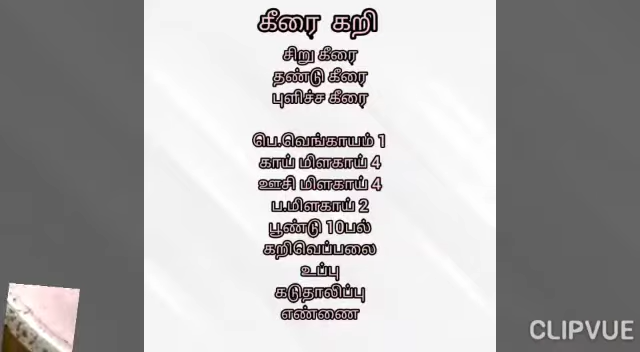 கீரை கறி
சிறு கீரை
தண்டு கீரை
புளிச்ச கீரை
பெ.வெங்காயம் 1
காய் மிளகாய் 4
ஊசி மிளகாய் 4
ப.மிளகாய் 2
பூண்டு 10பல்
கறிவெப்பலை
உப்பு
கடுதாலிப்பு
எண்ணை
CLIPVUE